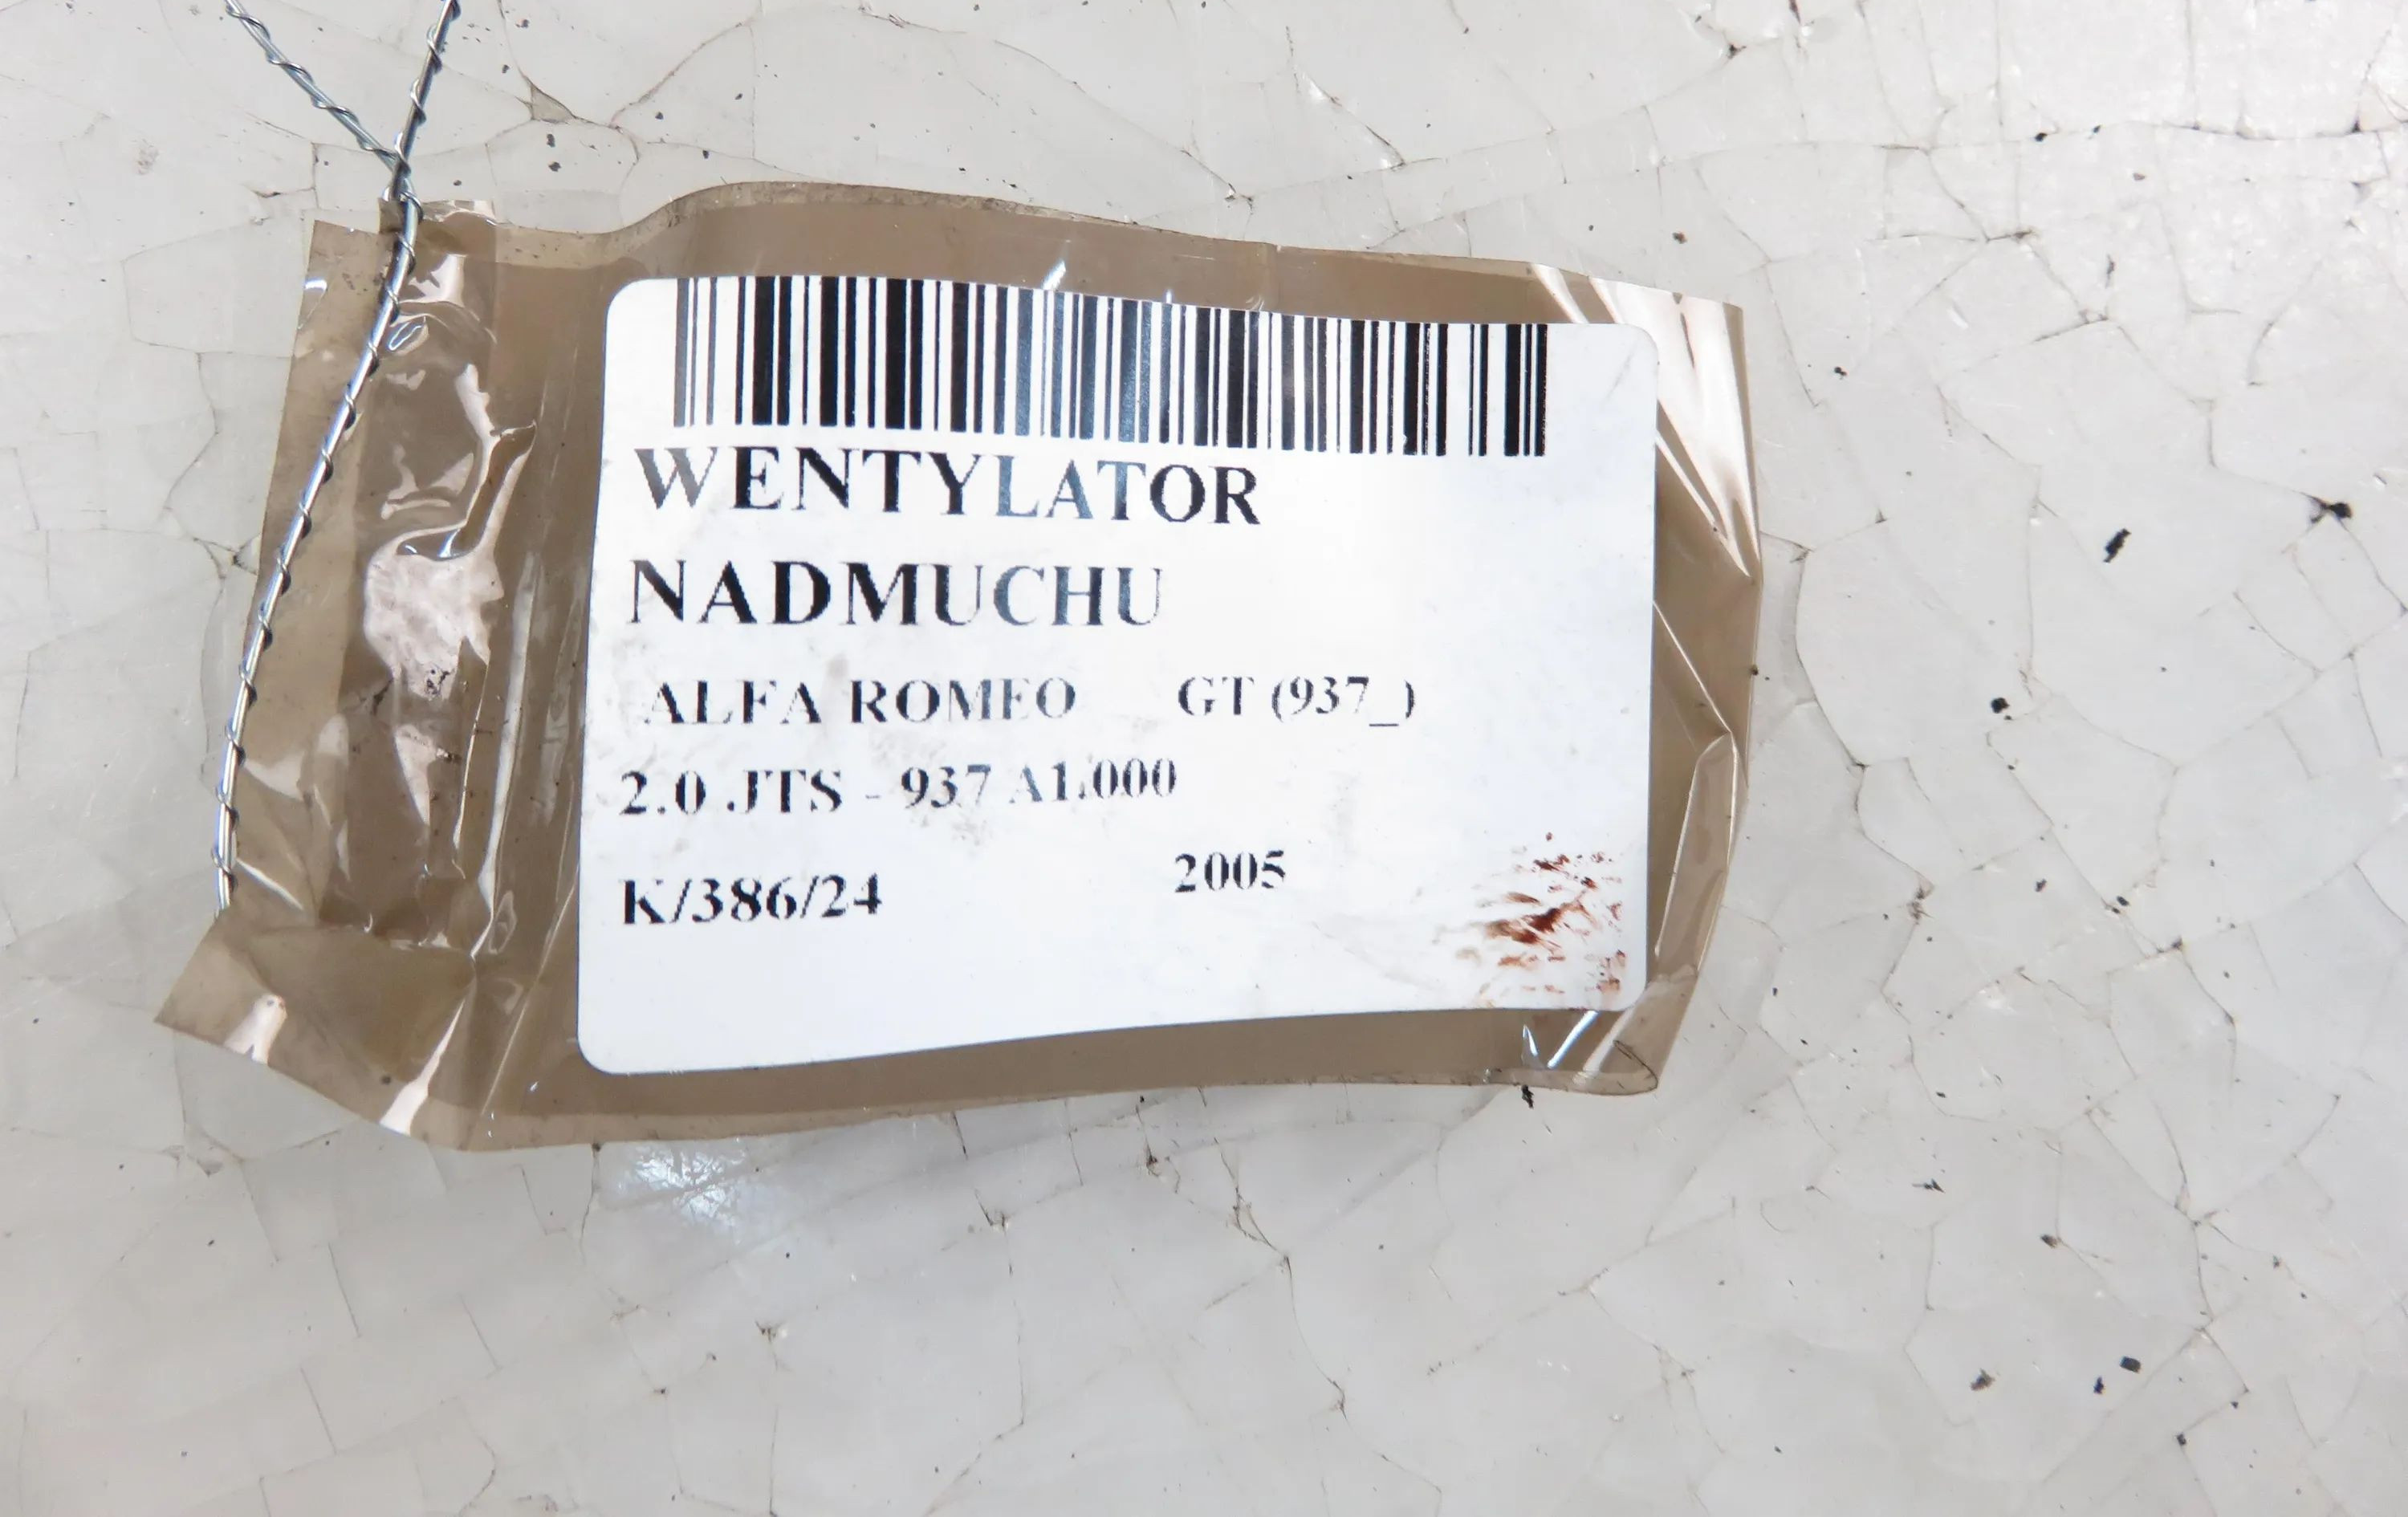 WENTYLATOR
NADMUCHU
ALFA ROMEO GT (937_)
2.0 JTS - 937 A1.000
K/386/24 2005